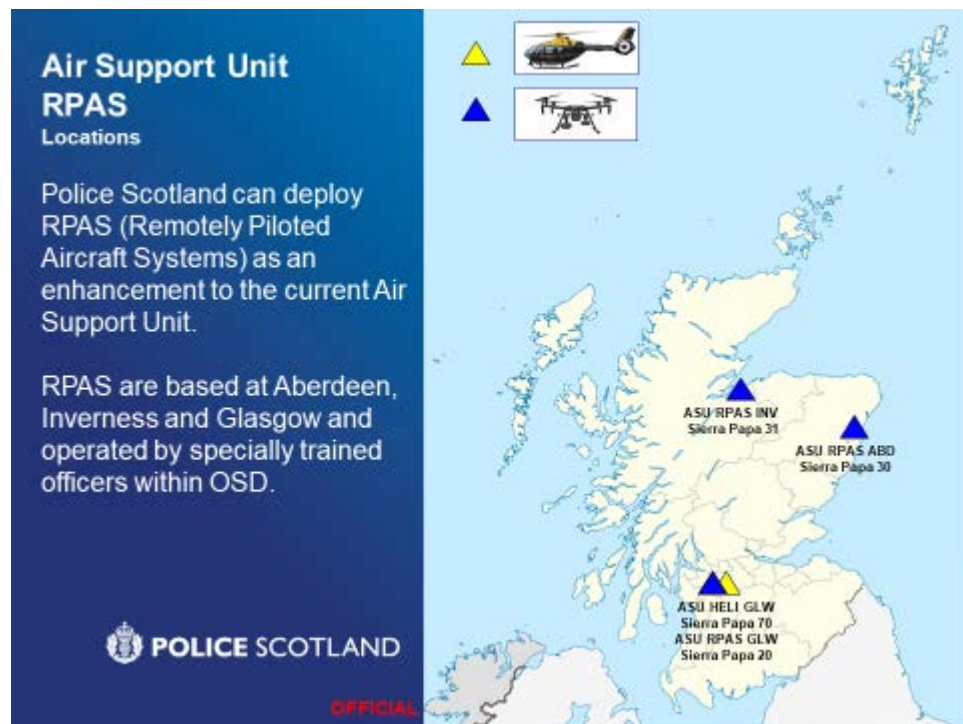 Air Support Unit
RPAS
Locations
Police Scotland can deploy
RPAS (Remotely Piloted
Aircraft Systems) as an
enhancement to the current Air
Support Unit.
RPAS are based at Aberdeen,
Inverness and Glasgow and
operated by specially trained
officers within OSD.
POLICE SCOTLAND
OFFICIAL
ASU RPAS INV
Sierra Papa 31
ASU RPAS ABD
Sierra Papa 30
ASU HELI GLW
Sierra Papa 70
ASU RPAS GLW
Sierra Papa 20